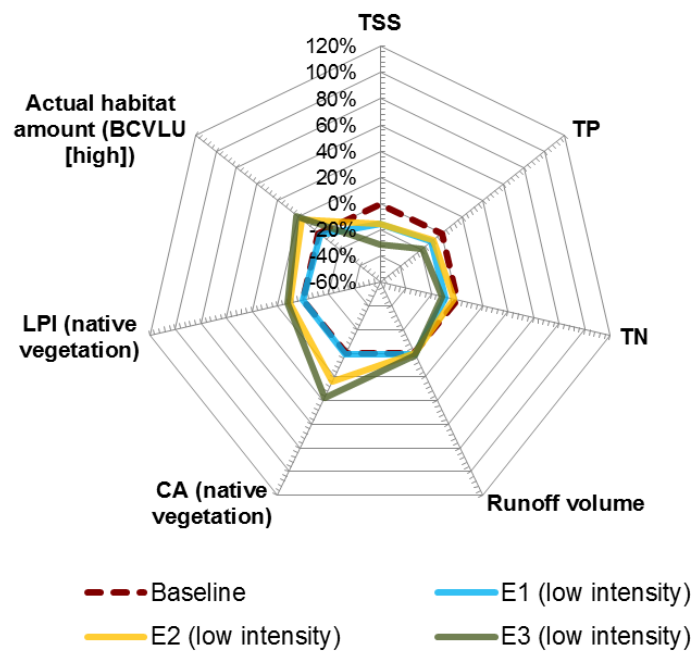 TSS
120%
100%
80%
60%
40%
20%
0%
-20%
-40%
-60%
Actual habitat
amount (BCVLU
[high])
TP
LPI (native
vegetation)
TN
CA (native
vegetation)
Runoff volume
Baseline
E1 (low intensity)
E2 (low intensity)
E3 (low intensity)